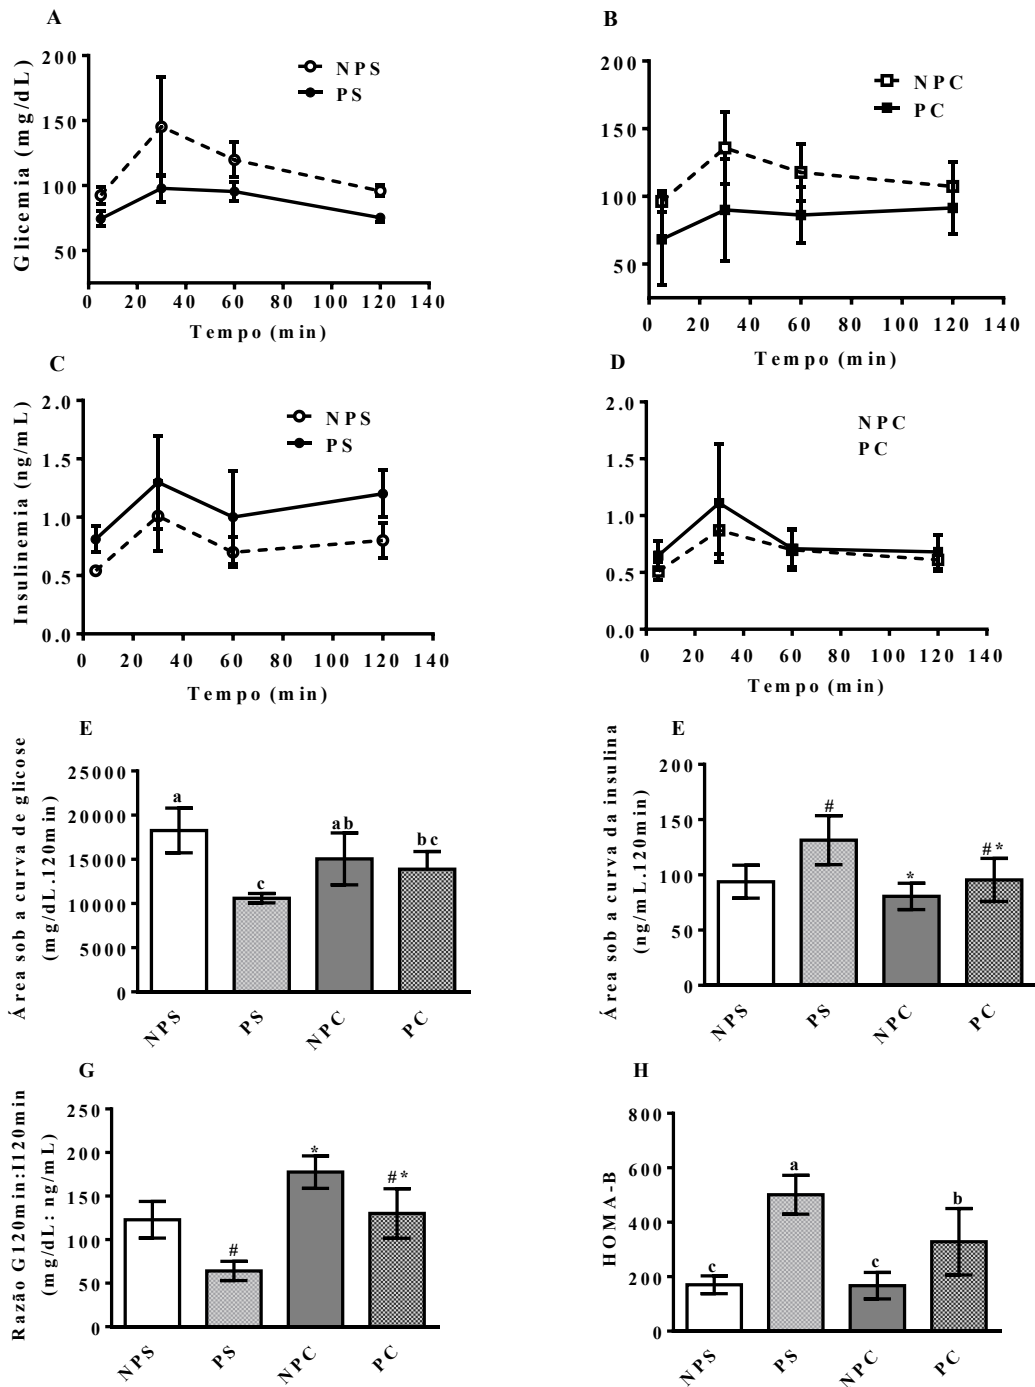 A
200
150
100
50
Glicemia (mg/dL)
NPS
PS
0 20 40 60 80 100 120 140
Tempo (min)
B
200
150
100
50
NPC
PC
0 20 40 60 80 100 120 140
Tempo (min)
C
2.0
1.5
1.0
0.5
0.0
Insulinemia (ng/mL)
NPS
PS
0 20 40 60 80 100 120 140
Tempo (min)
D
2.0
1.5
1.0
0.5
0.0
NPC
PC
0 20 40 60 80 100 120 140
Tempo (min)
E
Área sob a curva de glicose
(mg/dL.120min)
25000
20000
15000
10000
5000
0
a
c
ab
bc
NPS PS NPC PC
E
Área sob a curva da insulina
(ng/mL.120min)
200
150
100
50
0
#
*
#*
NPS PS NPC PC
G
Razão G120min:I120min
(mg/dL: ng/mL)
250
200
150
100
50
0
#
*
#*
NPS PS NPC PC
H
HOMA-B
800
600
400
200
0
c
a
c
b
NPS PS NPC PC